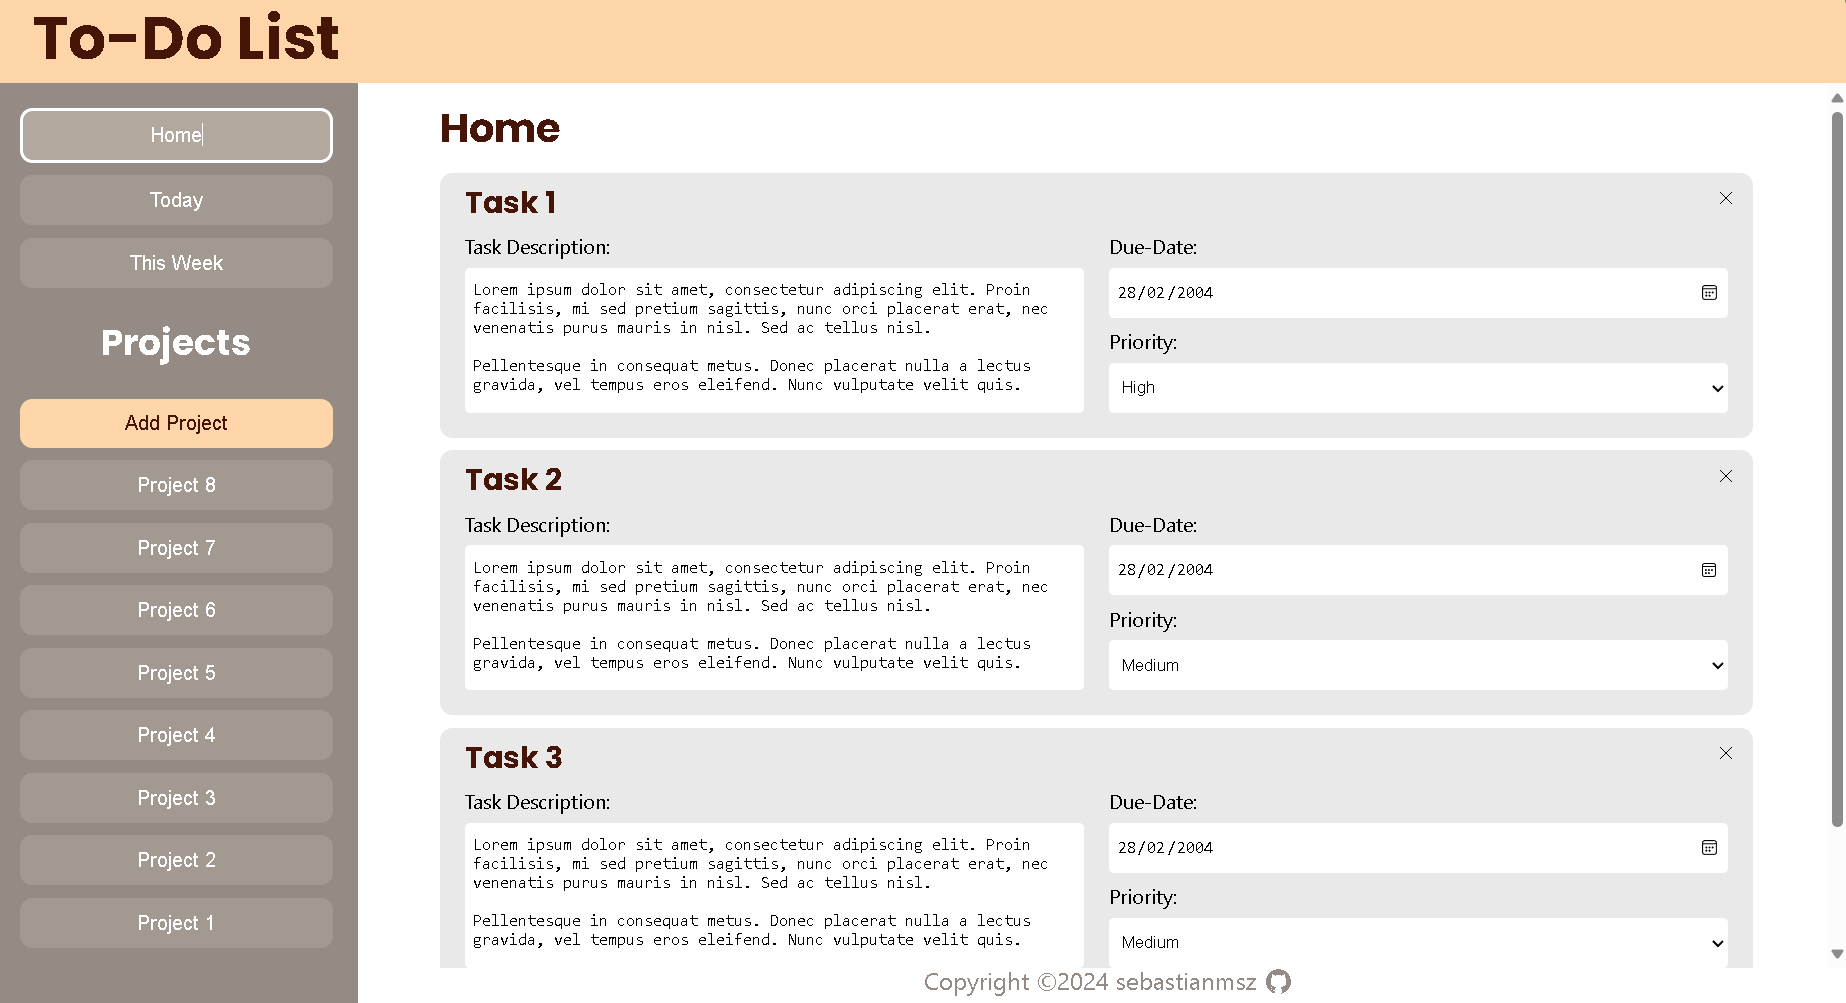 To-Do List
Home
Today
This Week
Projects
Add Project
Project 8
Project 7
Project 6
Project 5
Project 4
Project 3
Project 2
Project 1
Home
Task 1
Task Description:
Lorem ipsum dolor sit amet, consectetur adipiscing elit. Proin
facilisis, mi sed pretium sagittis, nunc orci placerat erat, nec
venenatis purus mauris in nisl. Sed ac tellus nisl.
Pellentesque in consequat metus. Donec placerat nulla a lectus
gravida, vel tempus eros eleifend. Nunc vulputate velit quis.
Due-Date:
28/02/2004
Priority:
High
Task 2
Task Description:
Lorem ipsum dolor sit amet, consectetur adipiscing elit. Proin
facilisis, mi sed pretium sagittis, nunc orci placerat erat, nec
venenatis purus mauris in nisl. Sed ac tellus nisl.
Pellentesque in consequat metus. Donec placerat nulla a lectus
gravida, vel tempus eros eleifend. Nunc vulputate velit quis.
Due-Date:
28/02/2004
Priority:
Medium
Task 3
Task Description:
Lorem ipsum dolor sit amet, consectetur adipiscing elit. Proin
facilisis, mi sed pretium sagittis, nunc orci placerat erat, nec
venenatis purus mauris in nisl. Sed ac tellus nisl.
Pellentesque in consequat metus. Donec placerat nulla a lectus
gravida, vel tempus eros eleifend. Nunc vulputate velit quis.
Due-Date:
28/02/2004
Priority:
Medium
Copyright ©2024 sebastianmsz